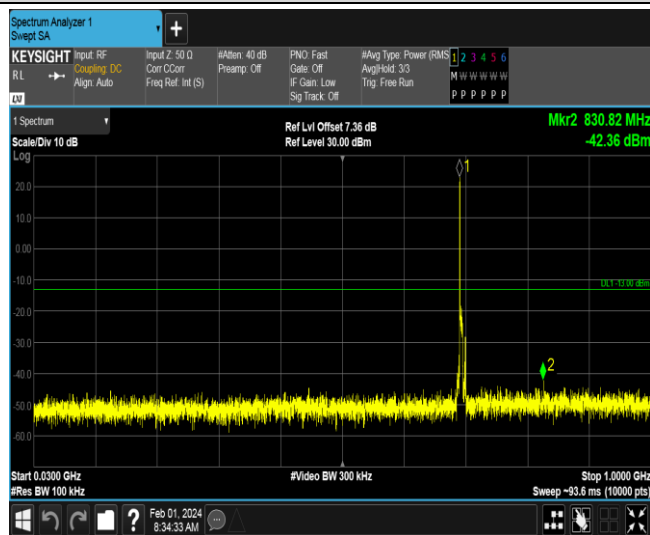 Spectrum Analyzer 1
Swept SA
+
KEYSIGHT
RL
LXI
Input: RF
Coupling: DC
Align: Auto
Input Z: 50 Ω
Corr CCorr
Freq Ref: Int (S)
#Atten: 40 dB
Preamp: Off
PNO: Fast
Gate: Off
IF Gain: Low
Sig Track: Off
#Avg Type: Power (RMS
Avg|Hold: 3/3
Trig: Free Run
1 2 3 4 5 6
M W W W W W
P P P P P P
1 Spectrum
Scale/Div 10 dB
Log
Ref Lvl Offset 7.36 dB
Ref Level 30.00 dBm
Mkr2 830.82 MHz
-42.36 dBm
1
20.0
10.0
0.00
-10.0
DL1 -13.00 dBm
-20.0
-30.0
2
-40.0
-50.0
-60.0
Start 0.0300 GHz
#Res BW 100 kHz
#Video BW 300 kHz
Stop 1.0000 GHz
Sweep ~93.6 ms (10000 pts)
?
Feb 01, 2024
8:34:33 AM